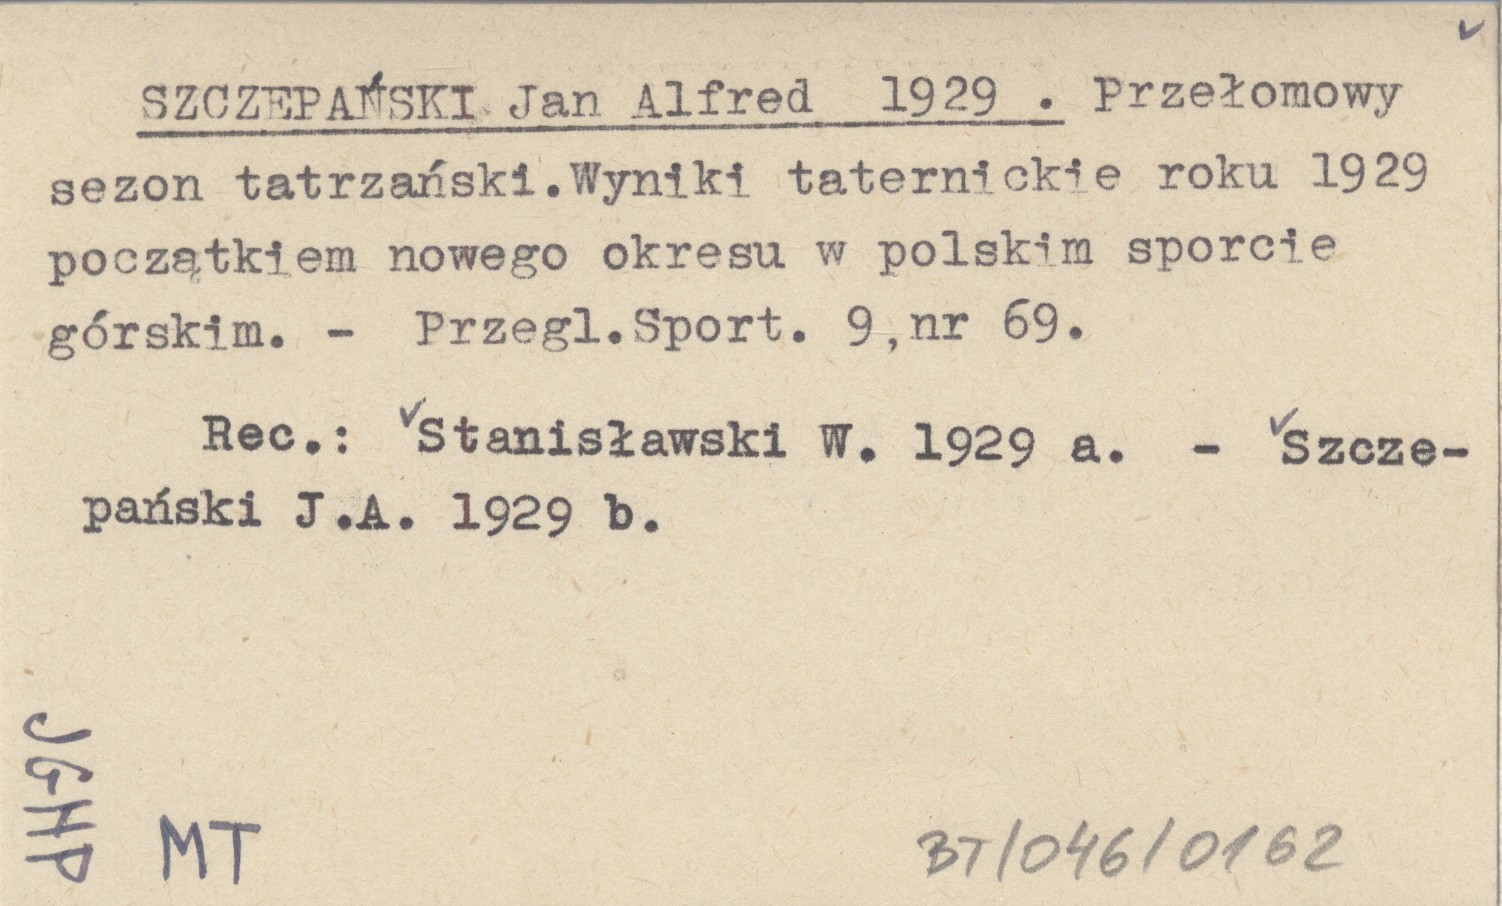 SZCZEPAŃSKI Jan Alfred 1929 . Przełomowy
sezon tatrzański.Wyniki taternickie roku 1929
początkiem nowego okresu w polskim sporcie
górskim. - Przegl.Sport. 9,nr 69.
Rec.: Stanisławski W. 1929 a. - Szcze-
pański J.A. 1929 b.
JGHP
MT
BT/046/0162